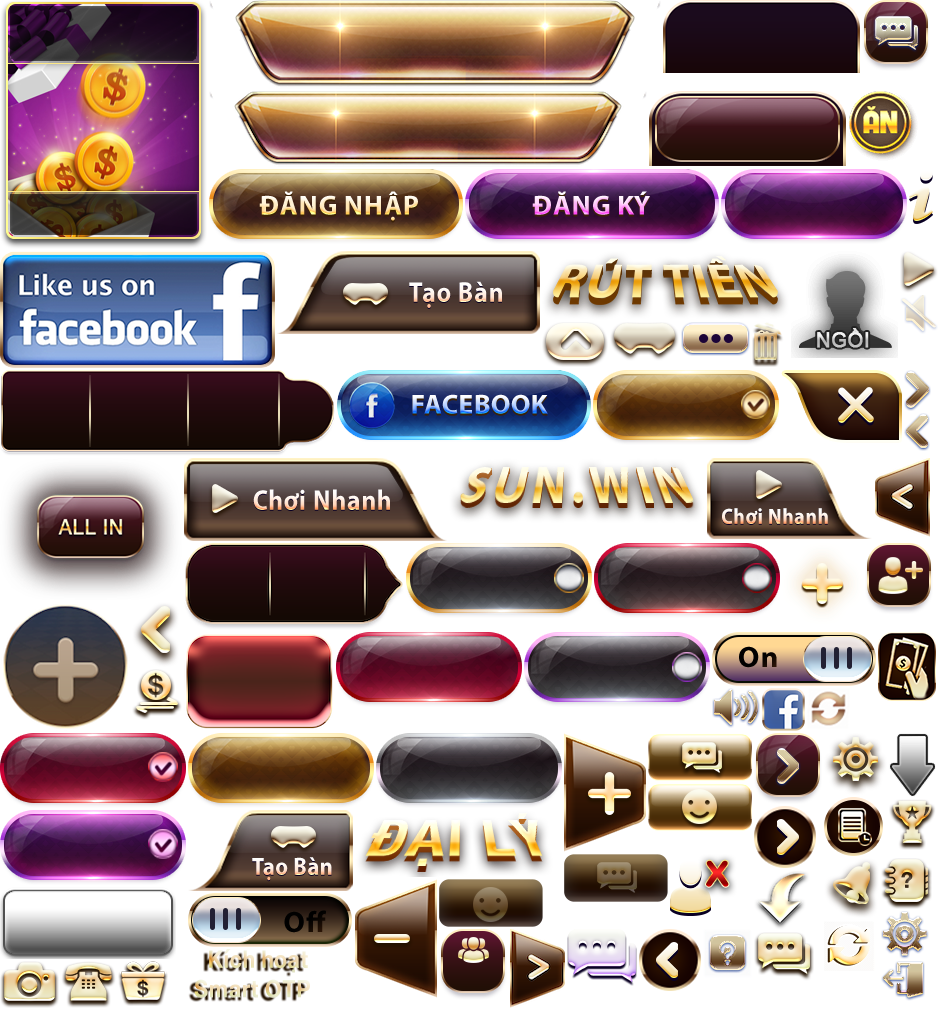 ĂN
ĐĂNG NHẬP
ĐĂNG KÝ
i
Like us on
facebook
f
Tạo Bàn
RÚT TIỀN
NGÒI
f
FACEBOOK
ALL IN
Chơi Nhanh
SUN.WIN
Chơi Nhanh
On
f
Tạo Bàn
ĐẠI LÝ
Off
Kích hoạt
Smart OTP